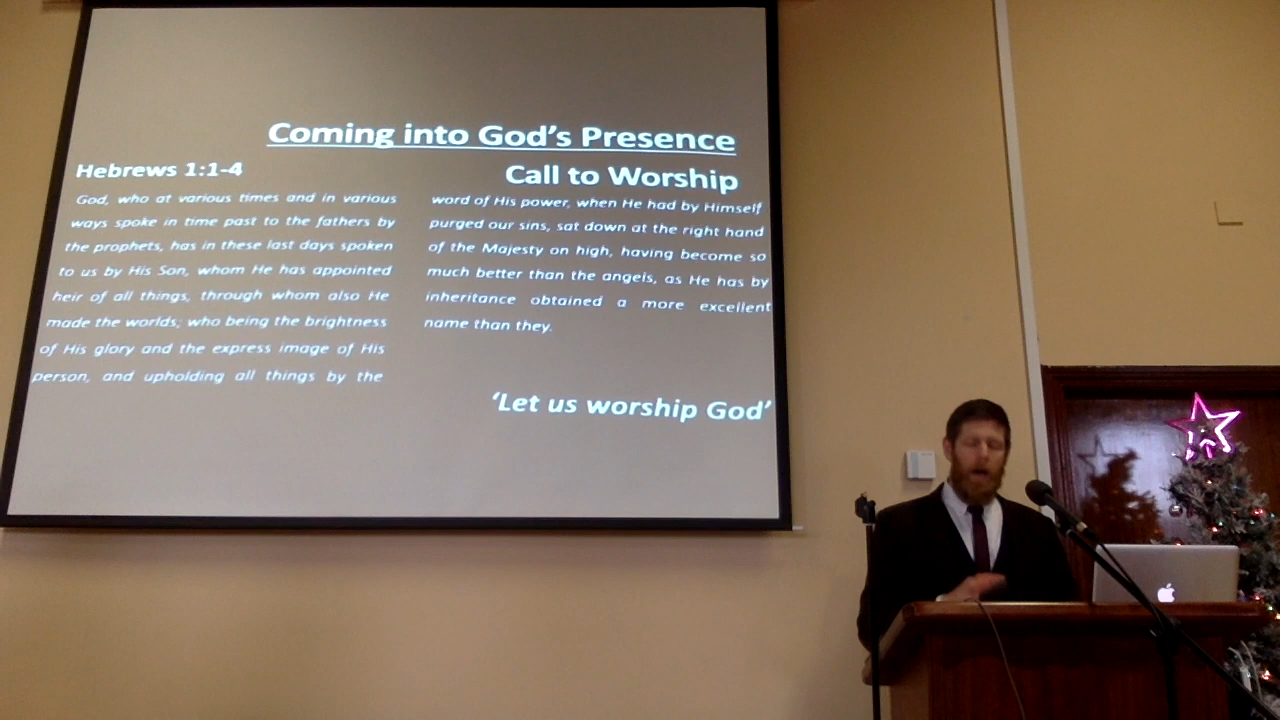 Coming into God's Presence
Hebrews 1:1-4
Call to Worship
God, who at various times and in various
ways spoke in time past to the fathers by
the prophets, has in these last days spoken
to us by His Son, whom He has appointed
heir of all things, through whom also He
made the worlds; who being the brightness
of His glory and the express image of His
person, and upholding all things by the
word of His power, when He had by Himself
purged our sins, sat down at the right hand
of the Majesty on high, having become so
much better than the angels, as He has by
inheritance obtained a more excellent
name than they.
'Let us worship God'